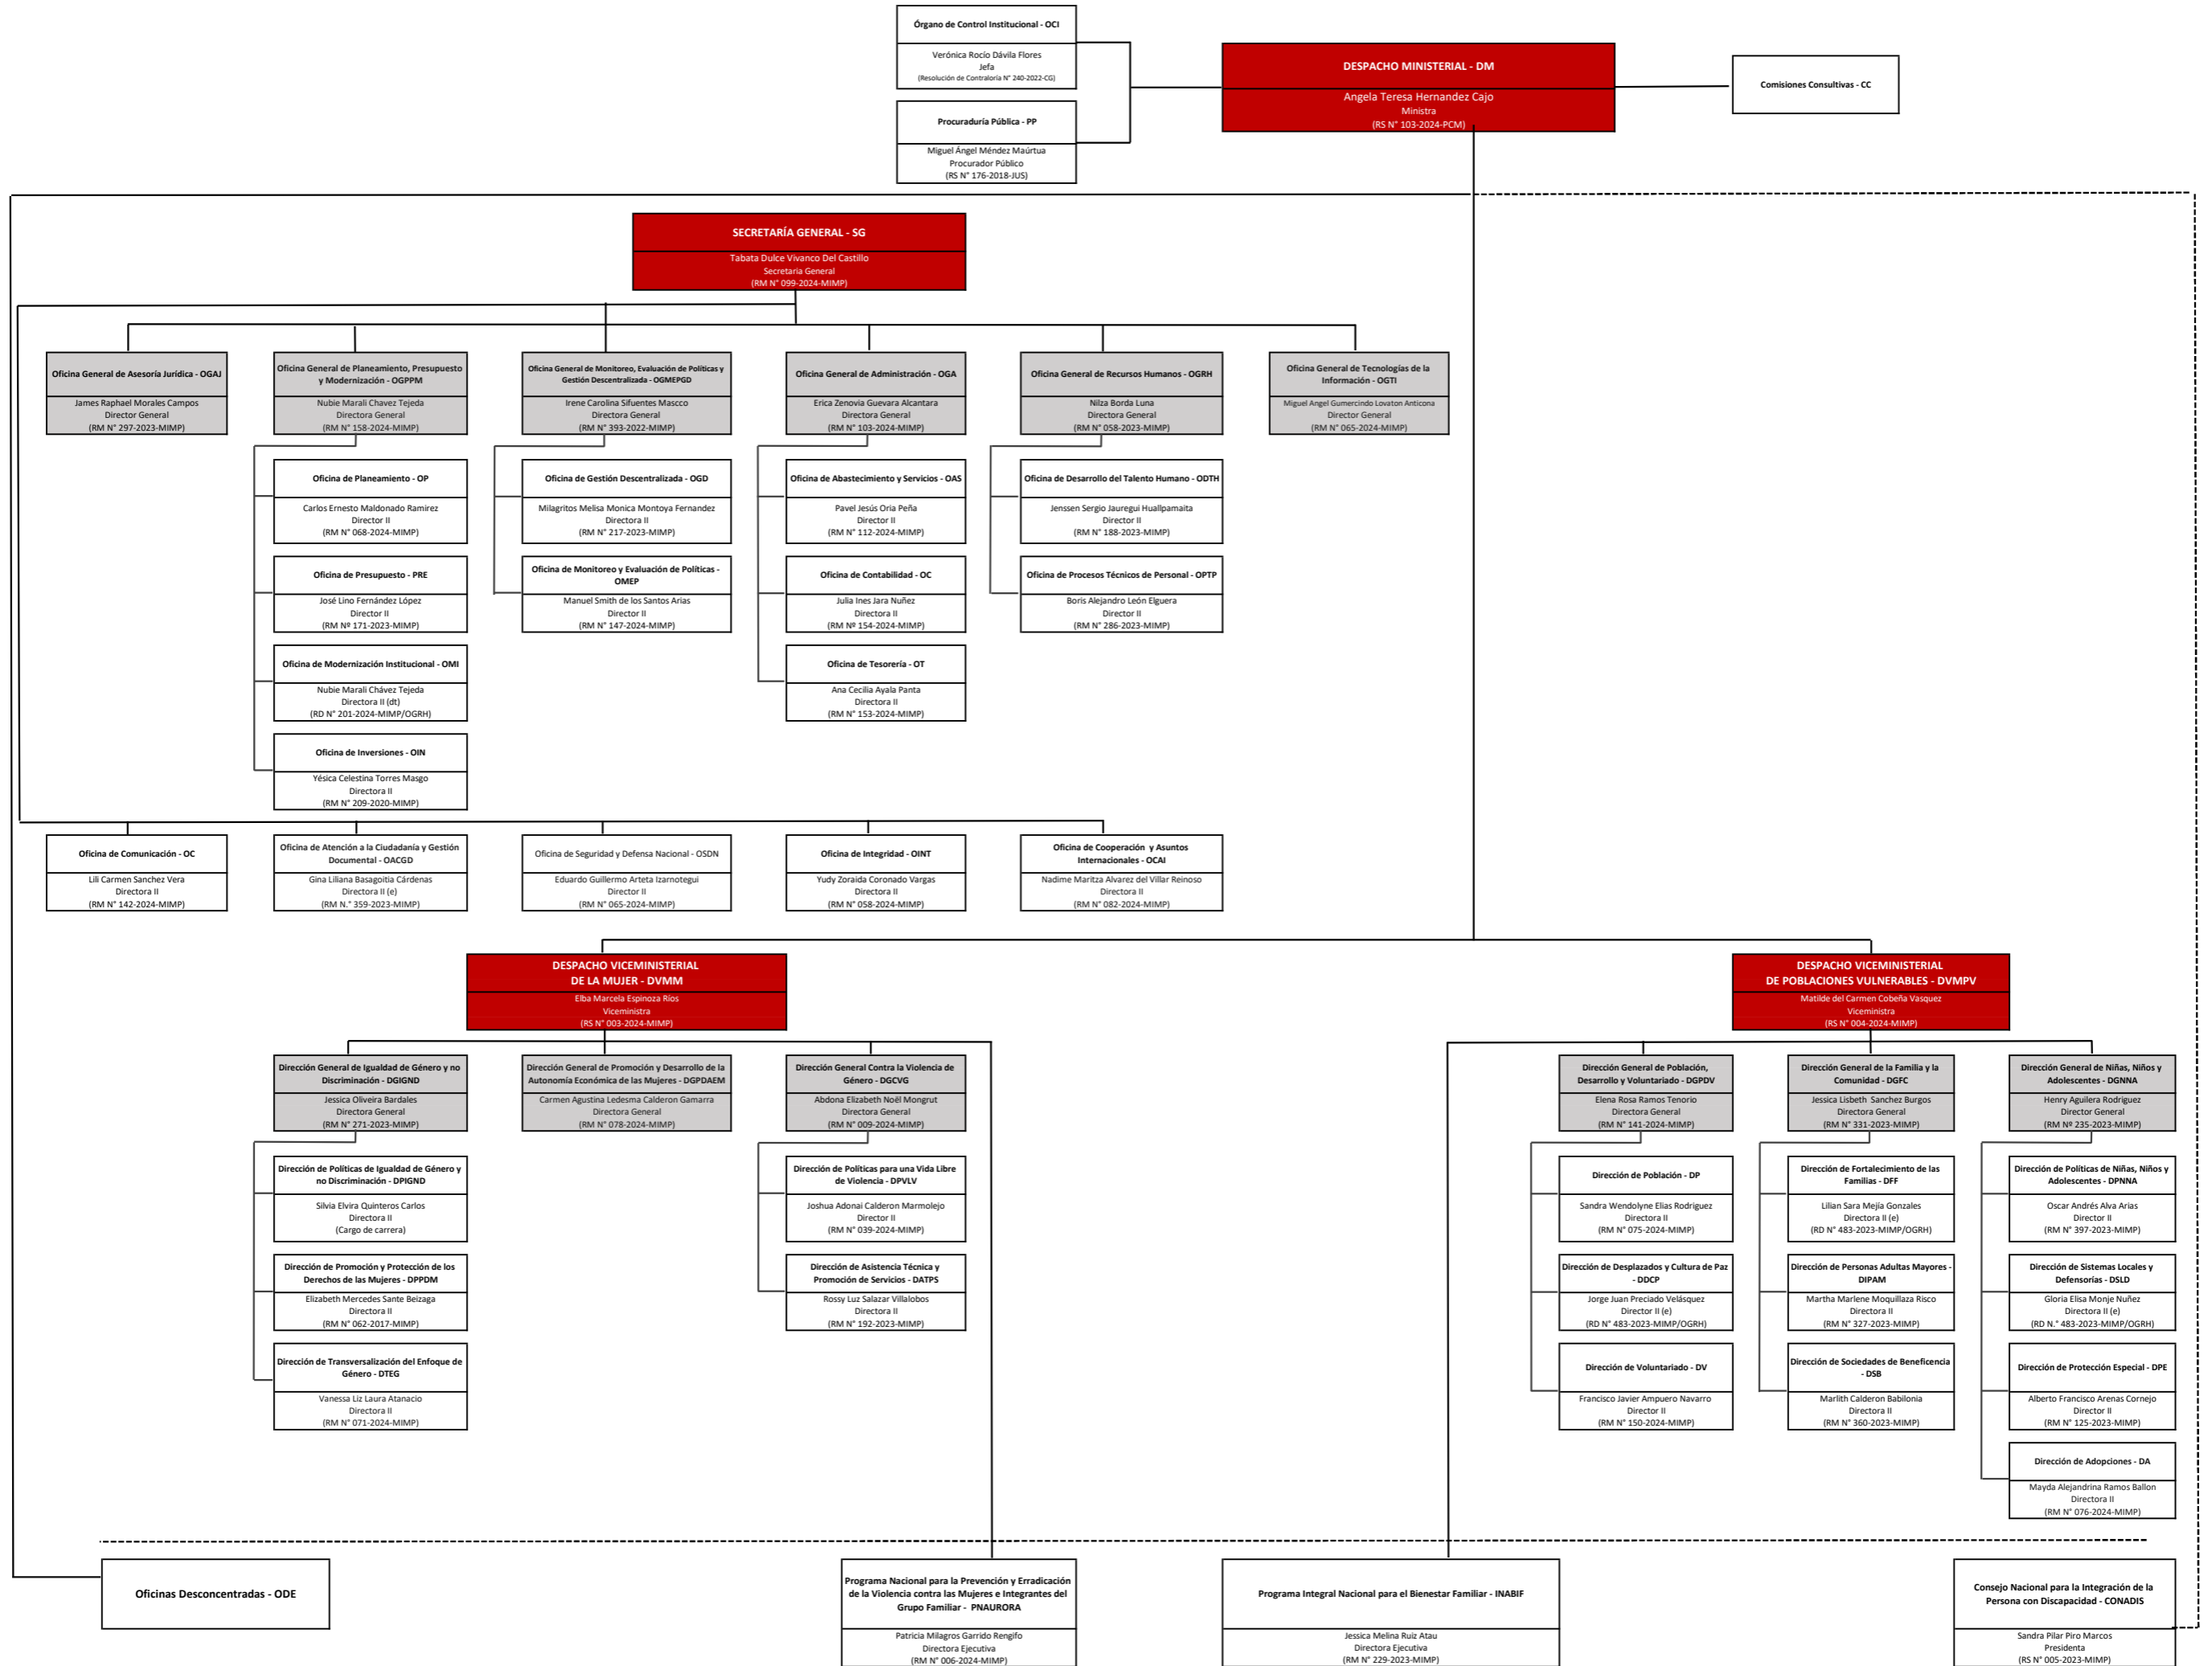 Órgano de Control Institucional - OCI
Verónica Rocío Dávila Flores
Jefa
(Resolución de Contraloría N° 240-2022-CG)
DESPACHO MINISTERIAL - DM
Angela Teresa Hernandez Cajo
Ministra
(RS N° 103-2024-PCM)
Comisiones Consultivas - CC
Procuraduría Pública - PP
Miguel Ángel Méndez Maúrtua
Procurador Público
(RS N° 176-2018-JUS)
SECRETARÍA GENERAL - SG
Tabata Dulce Vivanco Del Castillo
Secretaria General
(RM N° 099-2024-MIMP)
Oficina General de Asesoría Jurídica - OGAJ
James Raphael Morales Campos
Director General
(RM N° 297-2023-MIMP)
Oficina General de Planeamiento, Presupuesto
y Modernización - OGPPM
Nubie Marali Chavez Tejeda
Directora General
(RM N° 158-2024-MIMP)
Oficina General de Monitoreo, Evaluación de Políticas y
Gestión Descentralizada - OGMEPGD
Irene Carolina Sifuentes Mascco
Directora General
(RM N° 393-2022-MIMP)
Oficina General de Administración - OGA
Erica Zenovia Guevara Alcantara
Directora General
(RM N° 103-2024-MIMP)
Oficina General de Recursos Humanos - OGRH
Nilza Borda Luna
Directora General
(RM N° 058-2023-MIMP)
Oficina General de Tecnologías de la
Información - OGTI
Miguel Angel Gumercindo Lovaton Anticona
Director General
(RM N° 065-2024-MIMP)
Oficina de Planeamiento - OP
Carlos Ernesto Maldonado Ramirez
Director II
(RM N° 068-2024-MIMP)
Oficina de Gestión Descentralizada - OGD
Milagritos Melisa Monica Montoya Fernandez
Directora II
(RM N° 217-2023-MIMP)
Oficina de Abastecimiento y Servicios - OAS
Pavel Jesús Oria Peña
Director II
(RM N° 112-2024-MIMP)
Oficina de Desarrollo del Talento Humano - ODTH
Jenssen Sergio Jauregui Huallpamaita
Director II
(RM N° 188-2023-MIMP)
Oficina de Presupuesto - PRE
José Lino Fernández López
Director II
(RM Nº 171-2023-MIMP)
Oficina de Monitoreo y Evaluación de Políticas -
OMEP
Manuel Smith de los Santos Arias
Director II
(RM N° 147-2024-MIMP)
Oficina de Contabilidad - OC
Julia Ines Jara Nuñez
Directora II
(RM Nº 154-2024-MIMP)
Oficina de Procesos Técnicos de Personal - OPTP
Boris Alejandro León Elguera
Director II
(RM N° 286-2023-MIMP)
Oficina de Modernización Institucional - OMI
Nubie Marali Chávez Tejeda
Directora II (dt)
(RD N° 201-2024-MIMP/OGRH)
Oficina de Tesorería - OT
Ana Cecilia Ayala Panta
Directora II
(RM N° 153-2024-MIMP)
Oficina de Inversiones - OIN
Yésica Celestina Torres Masgo
Directora II
(RM N° 209-2020-MIMP)
Oficina de Comunicación - OC
Lili Carmen Sanchez Vera
Directora II
(RM N° 142-2024-MIMP)
Oficina de Atención a la Ciudadanía y Gestión
Documental - OACGD
Gina Liliana Basagoitia Cárdenas
Directora II (e)
(RM N.° 359-2023-MIMP)
Oficina de Seguridad y Defensa Nacional - OSDN
Eduardo Guillermo Arteta Izarnotegui
Director II
(RM N° 065-2024-MIMP)
Oficina de Integridad - OINT
Yudy Zoraida Coronado Vargas
Directora II
(RM N° 058-2024-MIMP)
Oficina de Cooperación y Asuntos
Internacionales - OCAI
Nadime Maritza Alvarez del Villar Reinoso
Directora II
(RM N° 082-2024-MIMP)
DESPACHO VICEMINISTERIAL
DE LA MUJER - DVMM
Elba Marcela Espinoza Ríos
Viceministra
(RS N° 003-2024-MIMP)
DESPACHO VICEMINISTERIAL
DE POBLACIONES VULNERABLES - DVMPV
Matilde del Carmen Cobeña Vasquez
Viceministra
(RS N° 004-2024-MIMP)
Dirección General de Igualdad de Género y no
Discriminación - DGIGND
Jessica Oliveira Bardales
Directora General
(RM N° 271-2023-MIMP)
Dirección General de Promoción y Desarrollo de la
Autonomía Económica de las Mujeres - DGPDAEM
Carmen Agustina Ledesma Calderon Gamarra
Directora General
(RM N° 078-2024-MIMP)
Dirección General Contra la Violencia de
Género - DGCVG
Abdona Elizabeth Noël Mongrut
Directora General
(RM N° 009-2024-MIMP)
Dirección General de Población,
Desarrollo y Voluntariado - DGPDV
Elena Rosa Ramos Tenorio
Directora General
(RM N° 141-2024-MIMP)
Dirección General de la Familia y la
Comunidad - DGFC
Jessica Lisbeth Sanchez Burgos
Directora General
(RM N° 331-2023-MIMP)
Dirección General de Niñas, Niños y
Adolescentes - DGNNA
Henry Aguilera Rodriguez
Director General
(RM Nº 235-2023-MIMP)
Dirección de Políticas de Igualdad de Género y
no Discriminación - DPIGND
Silvia Elvira Quinteros Carlos
Directora II
(Cargo de carrera)
Dirección de Políticas para una Vida Libre
de Violencia - DPVLV
Joshua Adonai Calderon Marmolejo
Director II
(RM N° 039-2024-MIMP)
Dirección de Población - DP
Sandra Wendolyne Elias Rodriguez
Directora II
(RM N° 075-2024-MIMP)
Dirección de Fortalecimiento de las
Familias - DFF
Lilian Sara Mejía Gonzales
Directora II (e)
(RD N° 483-2023-MIMP/OGRH)
Dirección de Políticas de Niñas, Niños y
Adolescentes - DPNNA
Oscar Andrés Alva Arias
Director II
(RM N° 397-2023-MIMP)
Dirección de Promoción y Protección de los
Derechos de las Mujeres - DPPDM
Elizabeth Mercedes Sante Beizaga
Directora II
(RM N° 062-2017-MIMP)
Dirección de Asistencia Técnica y
Promoción de Servicios - DATPS
Rossy Luz Salazar Villalobos
Directora II
(RM N° 192-2023-MIMP)
Dirección de Desplazados y Cultura de Paz
- DDCP
Jorge Juan Preciado Velásquez
Director II (e)
(RD N° 483-2023-MIMP/OGRH)
Dirección de Personas Adultas Mayores -
DIPAM
Martha Marlene Moquillaza Risco
Directora II
(RM N° 327-2023-MIMP)
Dirección de Sistemas Locales y
Defensorías - DSLD
Gloria Elisa Monje Nuñez
Directora II (e)
(RD N.° 483-2023-MIMP/OGRH)
Dirección de Transversalización del Enfoque de
Género - DTEG
Vanessa Liz Laura Atanacio
Directora II
(RM N° 071-2024-MIMP)
Dirección de Voluntariado - DV
Francisco Javier Ampuero Navarro
Director II
(RM N° 150-2024-MIMP)
Dirección de Sociedades de Beneficencia
- DSB
Marlith Calderon Babilonia
Directora II
(RM N° 360-2023-MIMP)
Dirección de Protección Especial - DPE
Alberto Francisco Arenas Cornejo
Director II
(RM N° 125-2023-MIMP)
Dirección de Adopciones - DA
Mayda Alejandrina Ramos Ballon
Directora II
(RM N° 076-2024-MIMP)
Oficinas Desconcentradas - ODE
Programa Nacional para la Prevención y Erradicación
de la Violencia contra las Mujeres e Integrantes del
Grupo Familiar - PNAURORA
Patricia Milagros Garrido Rengifo
Directora Ejecutiva
(RM N° 006-2024-MIMP)
Programa Integral Nacional para el Bienestar Familiar - INABIF
Jessica Melina Ruiz Atau
Directora Ejecutiva
(RM N° 229-2023-MIMP)
Consejo Nacional para la Integración de la
Persona con Discapacidad - CONADIS
Sandra Pilar Piro Marcos
Presidenta
(RS N° 005-2023-MIMP)